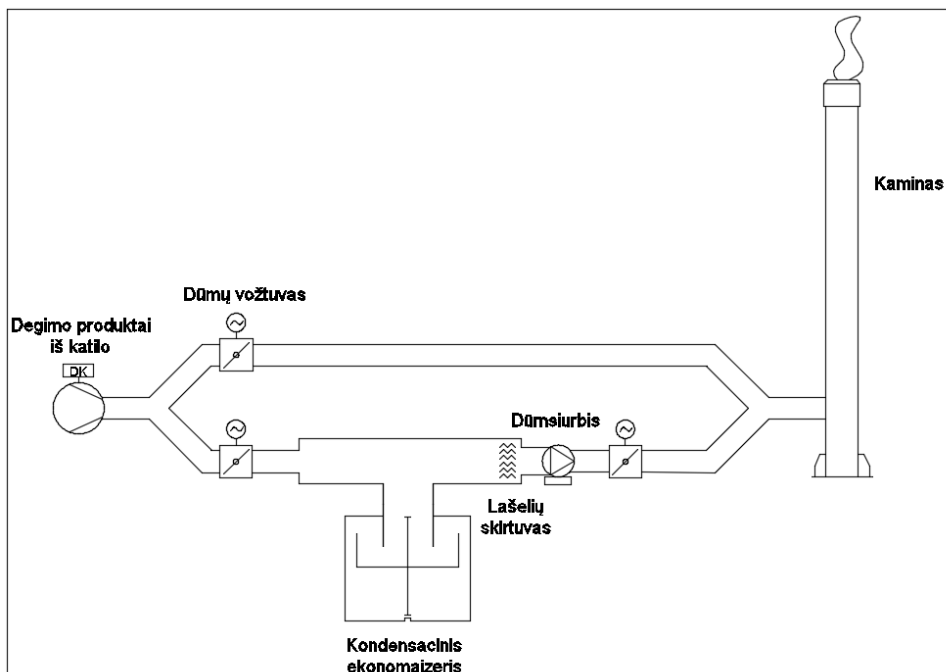 Kaminas
Dūmų vožtuvas
Degimo produktai
iš katilo
DK
Dūmsiurbis
Lašelių
skirtuvas
Kondensacinis
ekonomaizeris